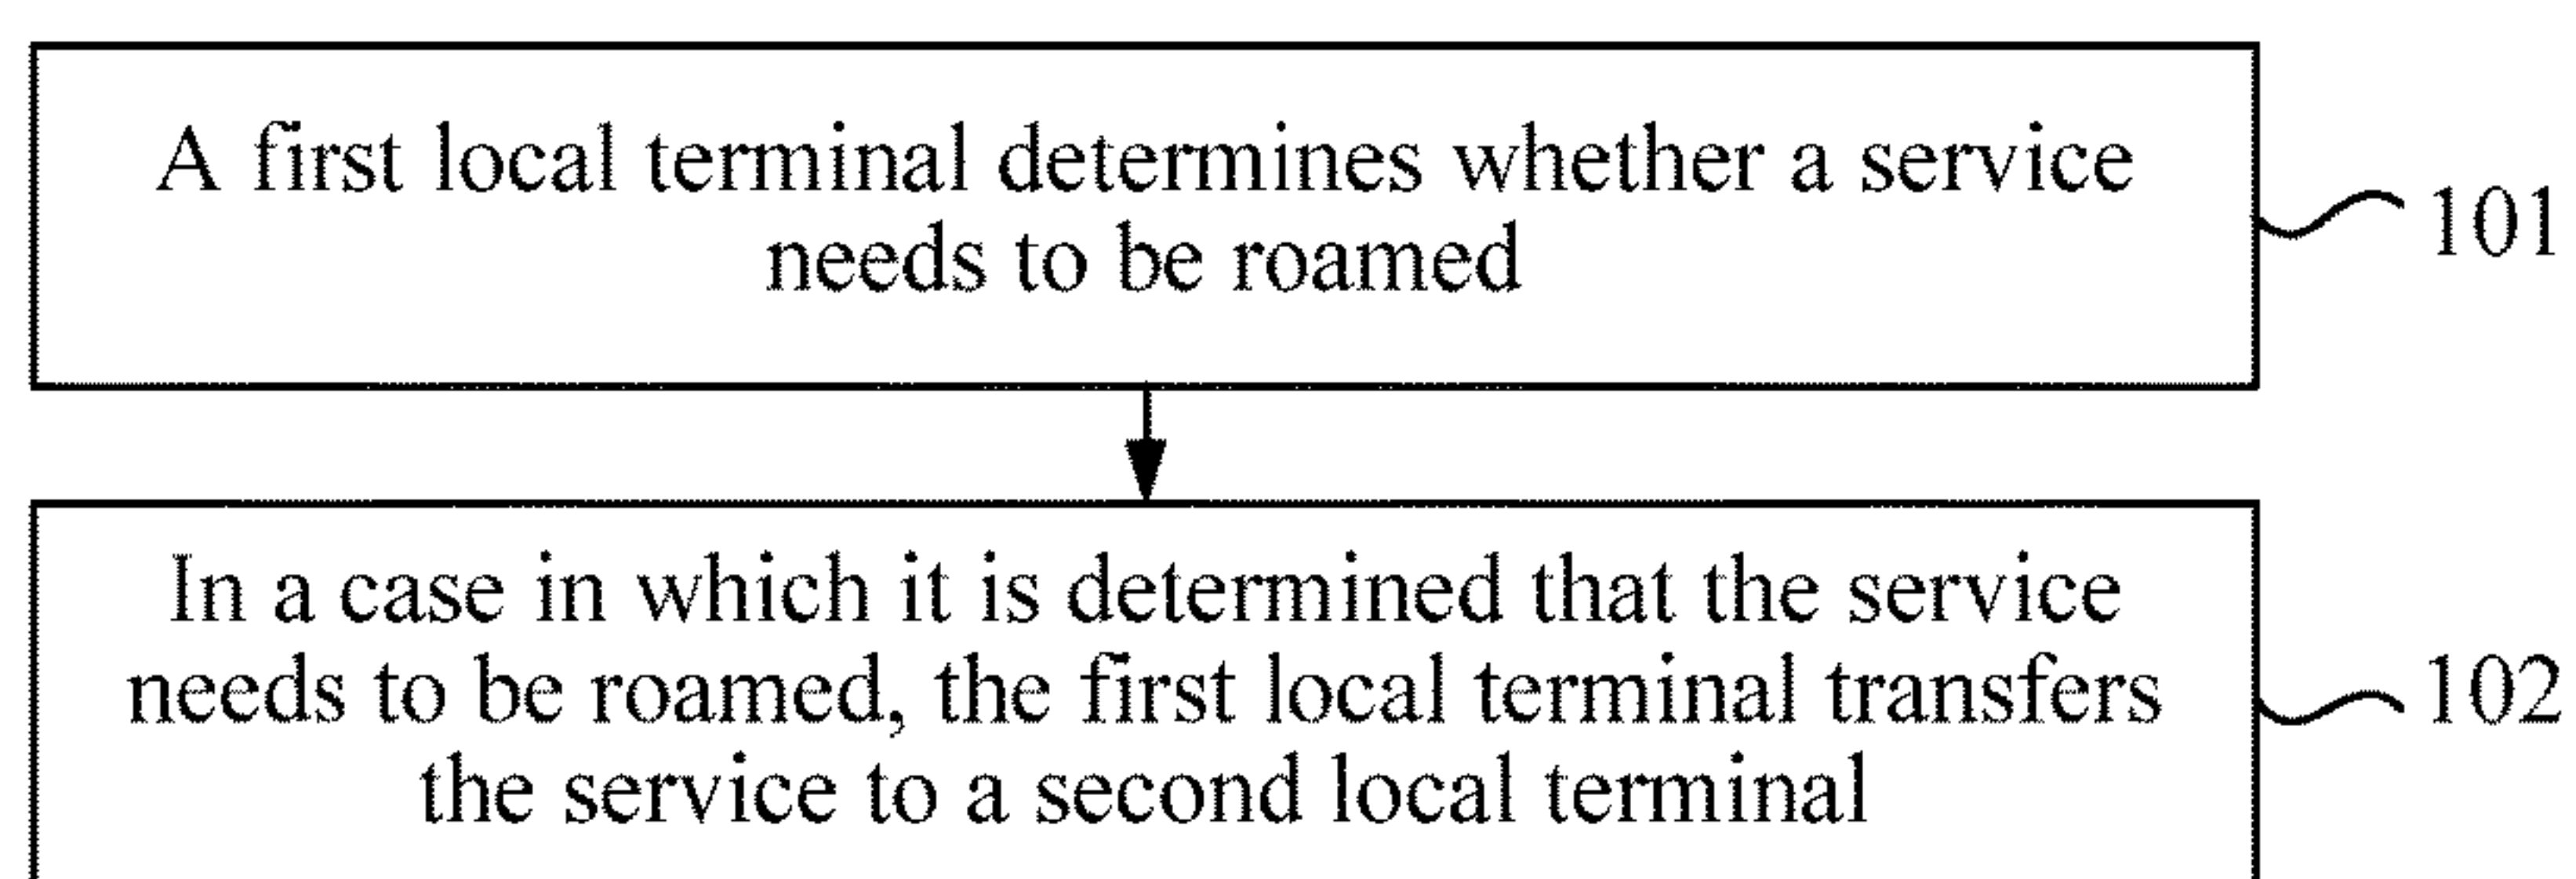 A first local terminal determines whether a service
needs to be roamed
101
In a case in which it is determined that the service
needs to be roamed, the first local terminal transfers
the service to a second local terminal
102